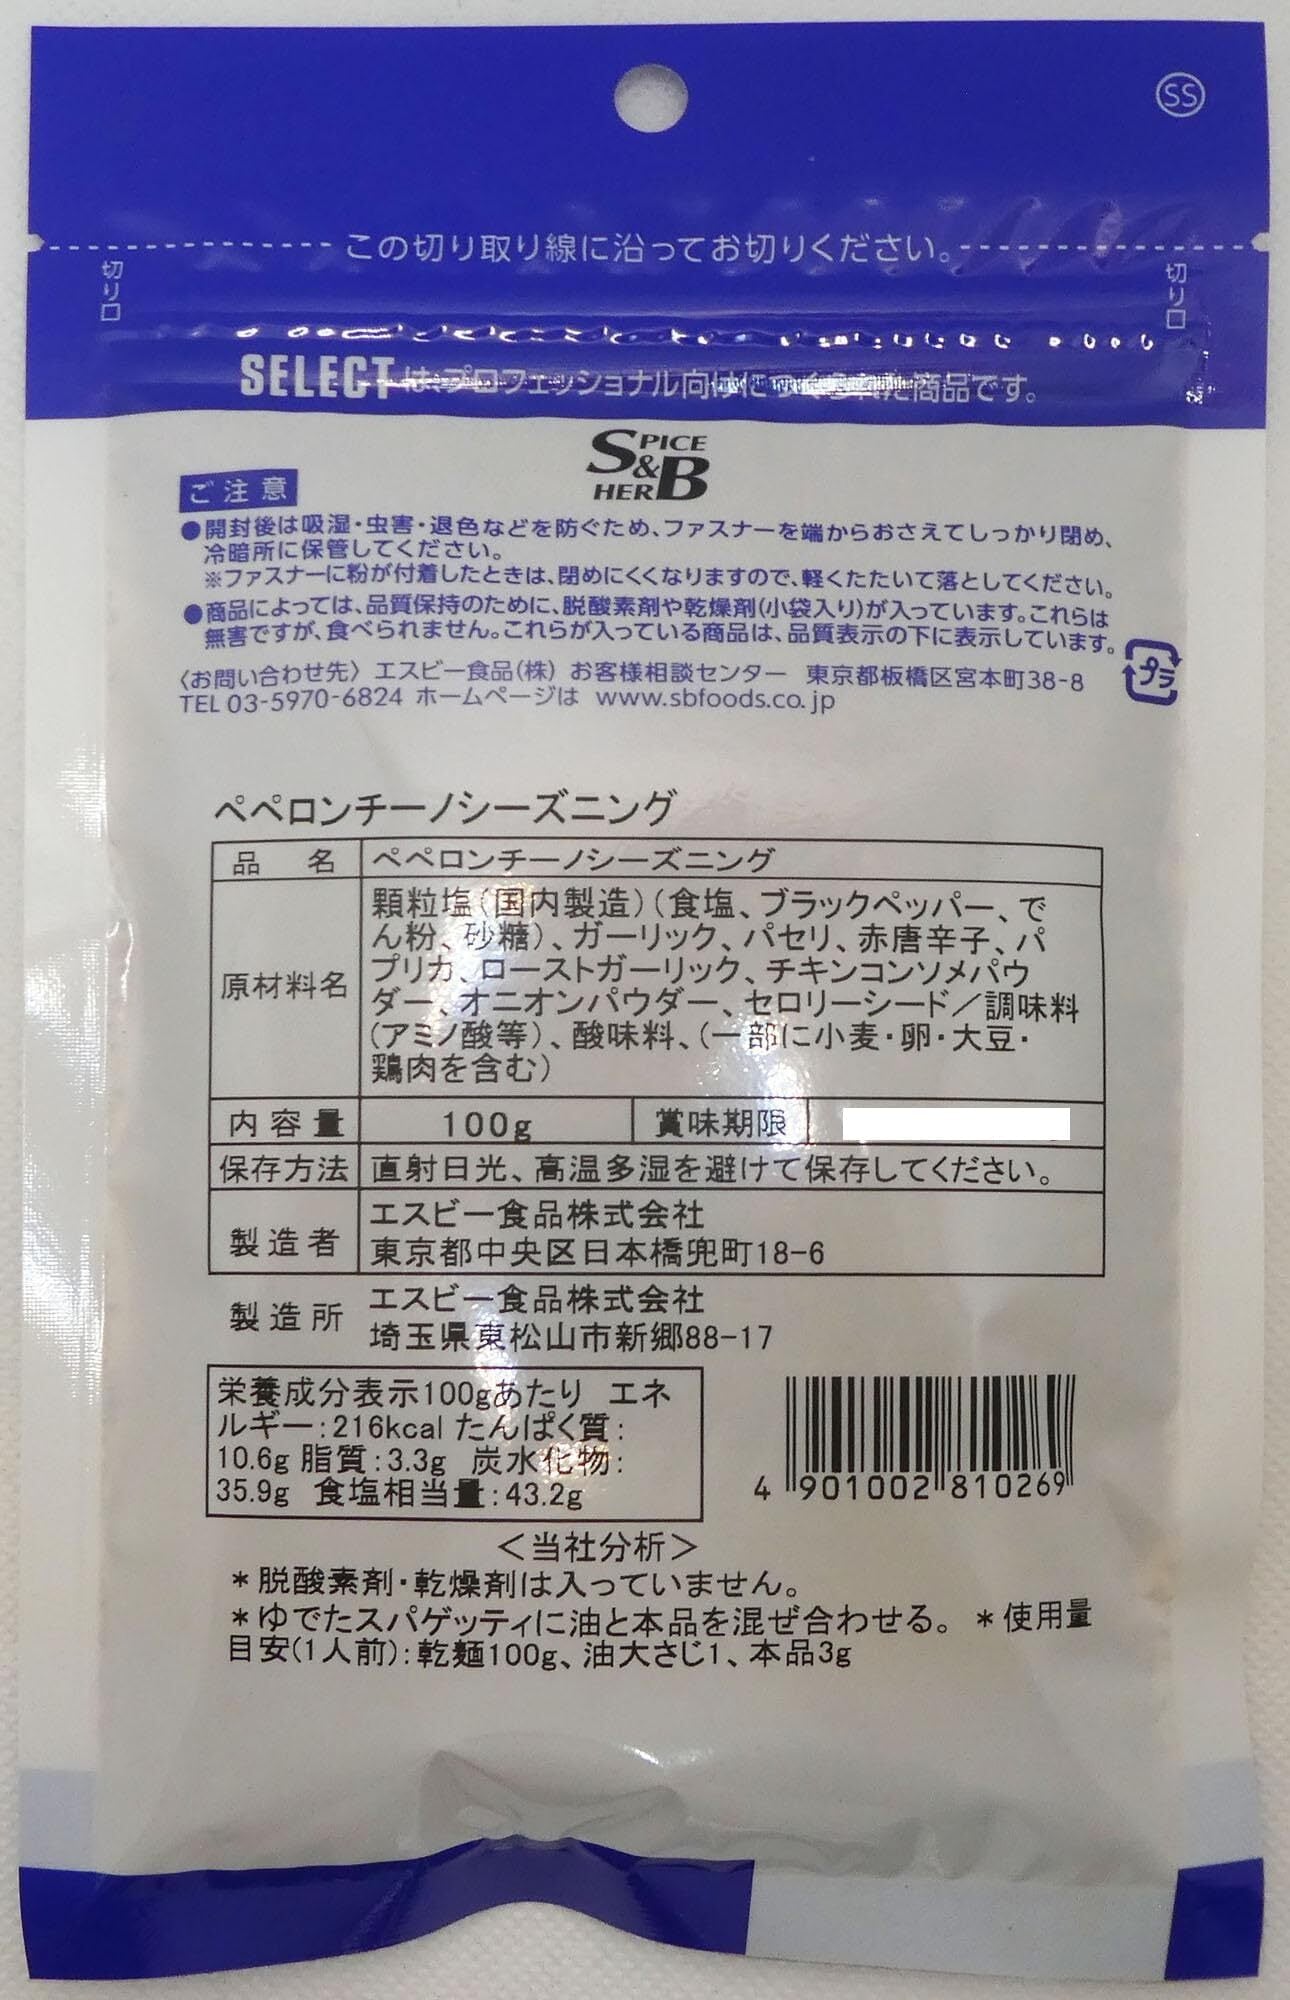 SS
この切り取り線に沿ってお切りください。
切り口
切り口
SELECTは、プロフェッショナル向けにつくられた商品です。
SPICE
&
HERB
ご注意
●開封後は吸湿・虫害・退色などを防ぐため、ファスナーを端からおさえてしっかり閉め、
冷暗所に保管してください。
※ファスナーに粉が付着したときは、閉めにくくなりますので、軽くたたいて落としてください。
●商品によっては、品質保持のために、脱酸素剤や乾燥剤(小袋入り)が入っています。これらは
無害ですが、食べられません。これらが入っている商品は、品質表示の下に表示しています。
プラ
〈お問い合わせ先〉エスビー食品(株) お客様相談センター 東京都板橋区宮本町38-8
TEL 03-5970-6824 ホームページは www.sbfoods.co.jp
ペペロンチーノシーズニング
品名 ペペロンチーノシーズニング
原材料名 顆粒塩(国内製造)(食塩、ブラックペッパー、で
ん粉、砂糖)、ガーリック、パセリ、赤唐辛子、パ
プリカ、ローストガーリック、チキンコンソメパウ
ダー、オニオンパウダー、セロリーシード/調味料
(アミノ酸等)、酸味料、(一部に小麦・卵・大豆・
鶏肉を含む)
内容量 100g 賞味期限
保存方法 直射日光、高温多湿を避けて保存してください。
製造者 エスビー食品株式会社
東京都中央区日本橋兜町18-6
製造所 エスビー食品株式会社
埼玉県東松山市新郷88-17
栄養成分表示100gあたり エネ
ルギー:216kcal たんぱく質:
10.6g 脂質:3.3g 炭水化物:
35.9g 食塩相当量:43.2g
4 901002 810269
<当社分析>
*脱酸素剤・乾燥剤は入っていません。
*ゆでたスパゲッティに油と本品を混ぜ合わせる。 *使用量
目安(1人前):乾麺100g、油大さじ1、本品3g